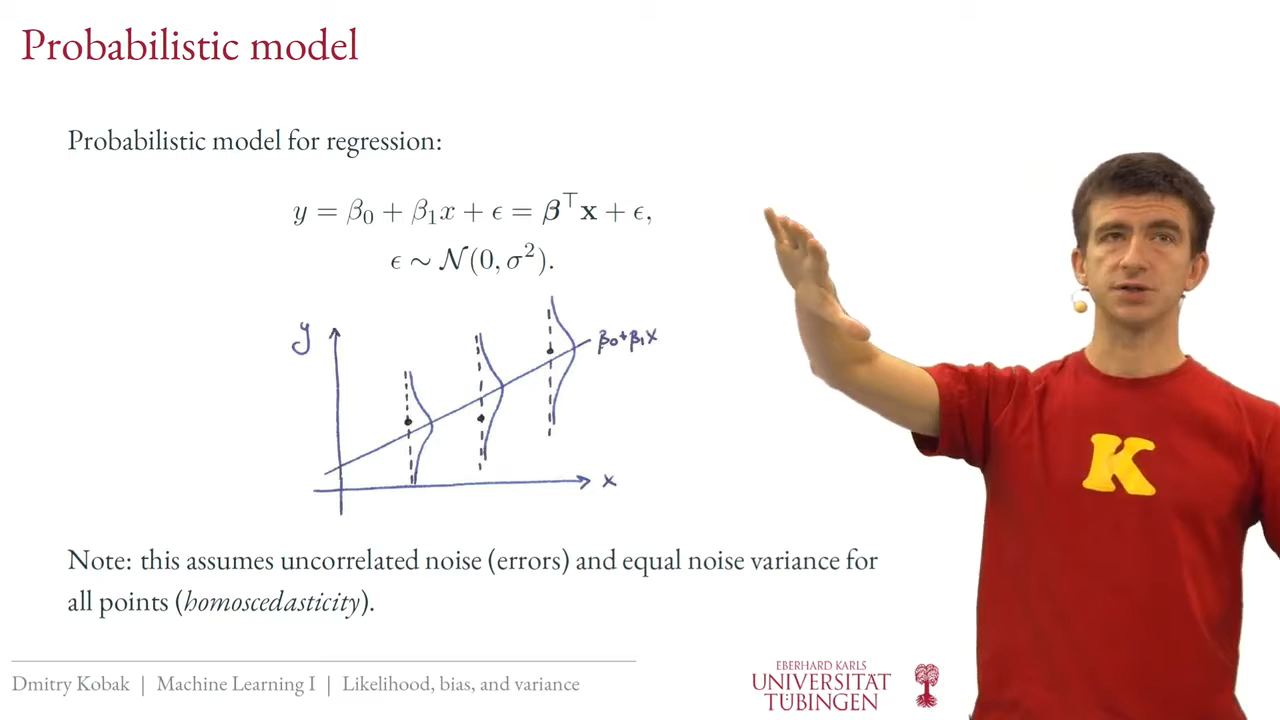 Probabilistic model
Probabilistic model for regression:
y = β₀ + β₁x + ϵ = β⊤x + ϵ,
ϵ ∼ 𝒩(0, σ²).
y
β₀+β₁x
x
K
Note: this assumes uncorrelated noise (errors) and equal noise variance for
all points (homoscedasticity).
Dmitry Kobak | Machine Learning I | Likelihood, bias, and variance
EBERHARD KARLS
UNIVERSITÄT
TÜBINGEN